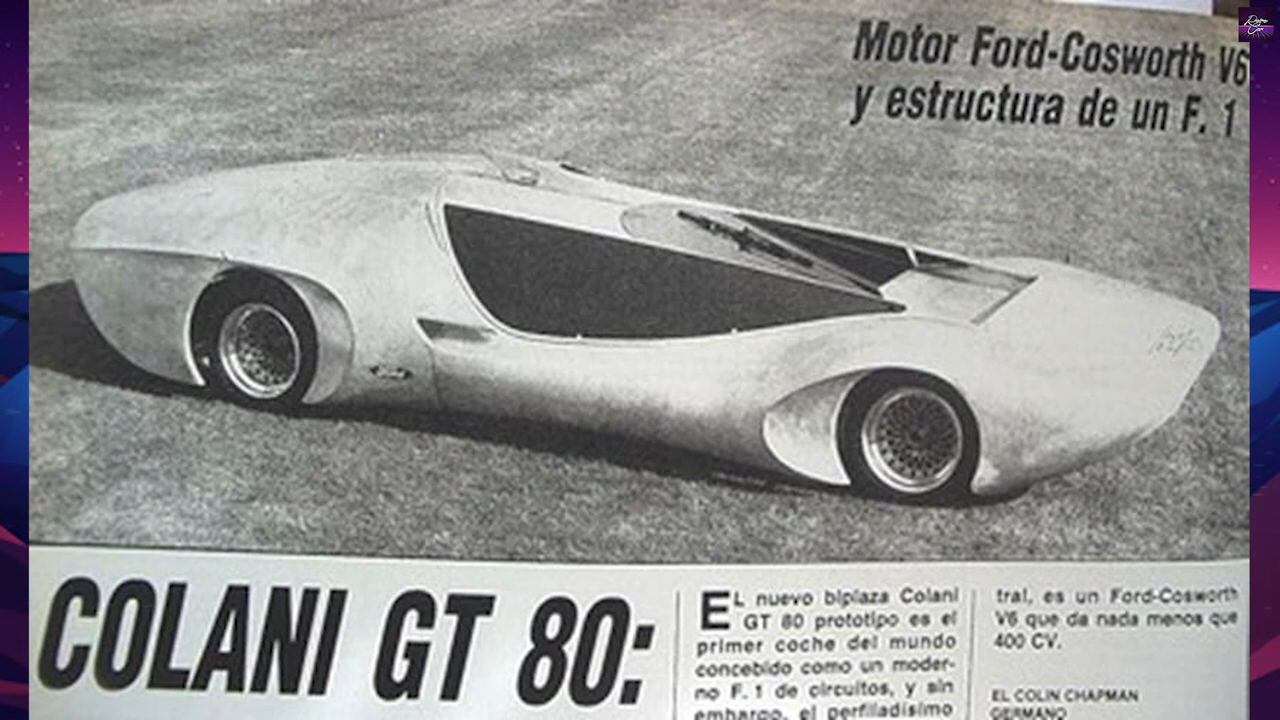 Motor Ford-Cosworth V6
y estructura de un F. 1
COLANI GT 80:
EL nuevo biplaza Colani
GT 80 prototipo es el
primer coche del mundo
concebido como un moder-
no F. 1 de circuitos, y sin
embargo, el perfiladísimo
tral, es un Ford-Cosworth
V6 que da nada menos que
400 CV.
EL COLIN CHAPMAN
GERMANO